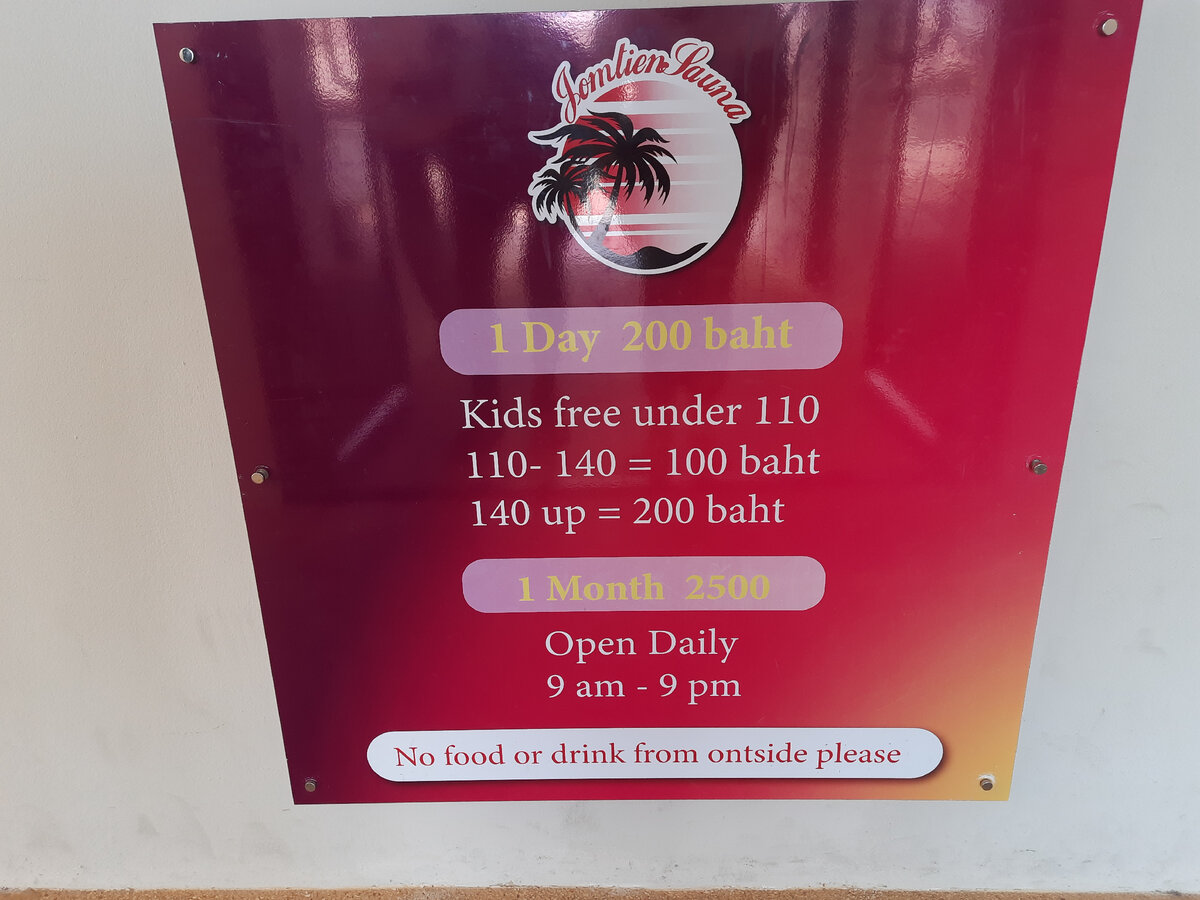 Jomtien Sauna
1 Day 200 baht
Kids free under 110
110- 140 = 100 baht
140 up = 200 baht
1 Month 2500
Open Daily
9 am - 9 pm
No food or drink from ontside please